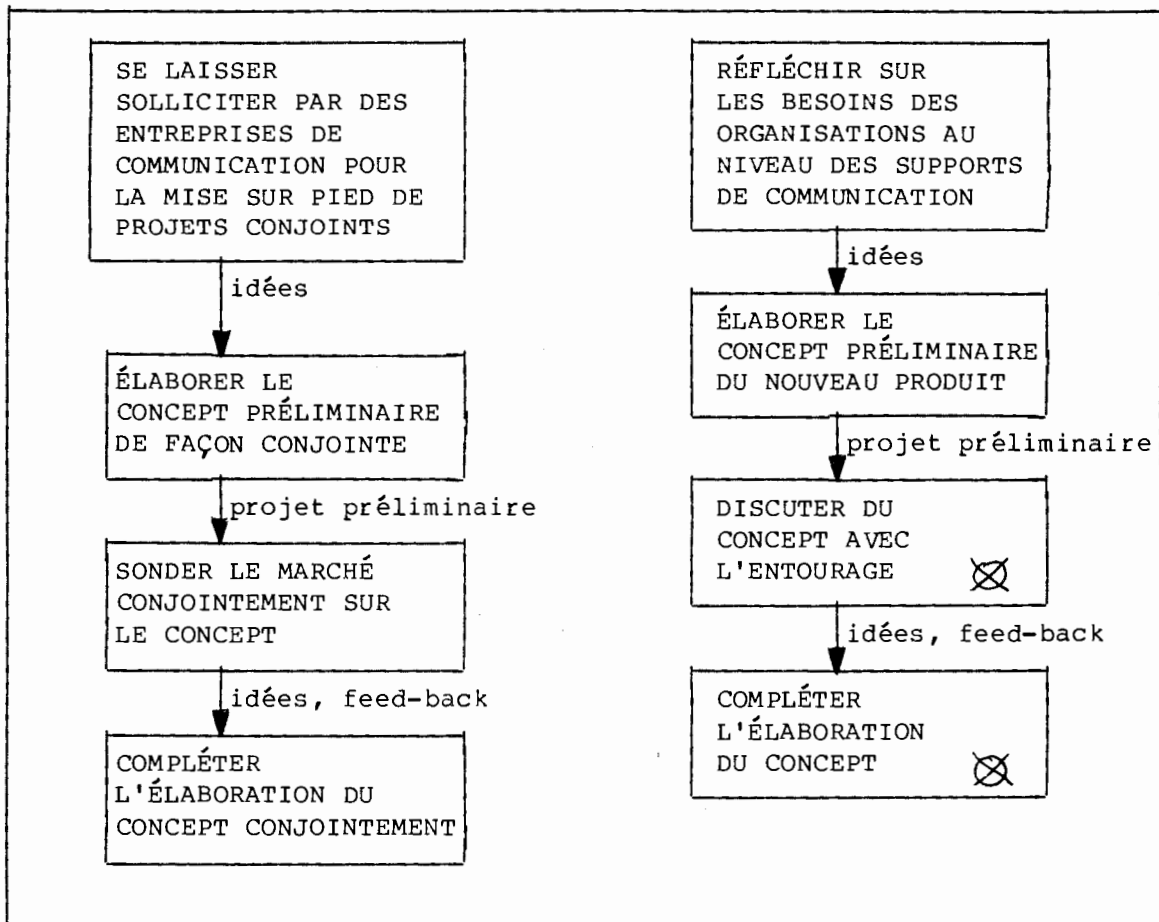 SE LAISSER
SOLLICITER PAR DES
ENTREPRISES DE
COMMUNICATION POUR
LA MISE SUR PIED DE
PROJETS CONJOINTS
idées
ÉLABORER LE
CONCEPT PRÉLIMINAIRE
DE FAÇON CONJOINTE
projet préliminaire
SONDER LE MARCHÉ
CONJOINTEMENT SUR
LE CONCEPT
idées, feed-back
COMPLÉTER
L'ÉLABORATION DU
CONCEPT CONJOINTEMENT
RÉFLÉCHIR SUR
LES BESOINS DES
ORGANISATIONS AU
NIVEAU DES SUPPORTS
DE COMMUNICATION
idées
ÉLABORER LE
CONCEPT PRÉLIMINAIRE
DU NOUVEAU PRODUIT
projet préliminaire
DISCUTER DU
CONCEPT AVEC
L'ENTOURAGE
idées, feed-back
COMPLÉTER
L'ÉLABORATION
DU CONCEPT